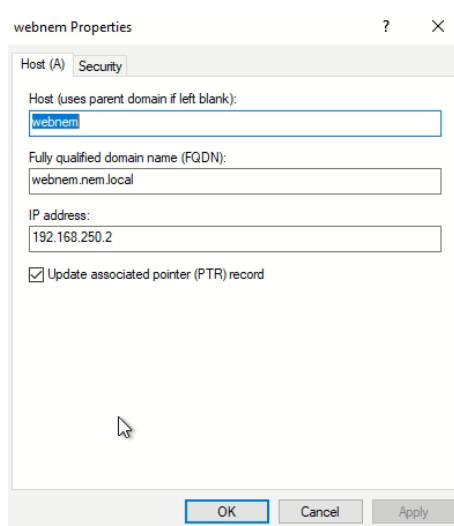 webnem Properties ? ×
Host (A) Security
Host (uses parent domain if left blank):
webnem
Fully qualified domain name (FQDN):
webnem.nem.local
IP address:
192.168.250.2
Update associated pointer (PTR) record
OK Cancel Apply